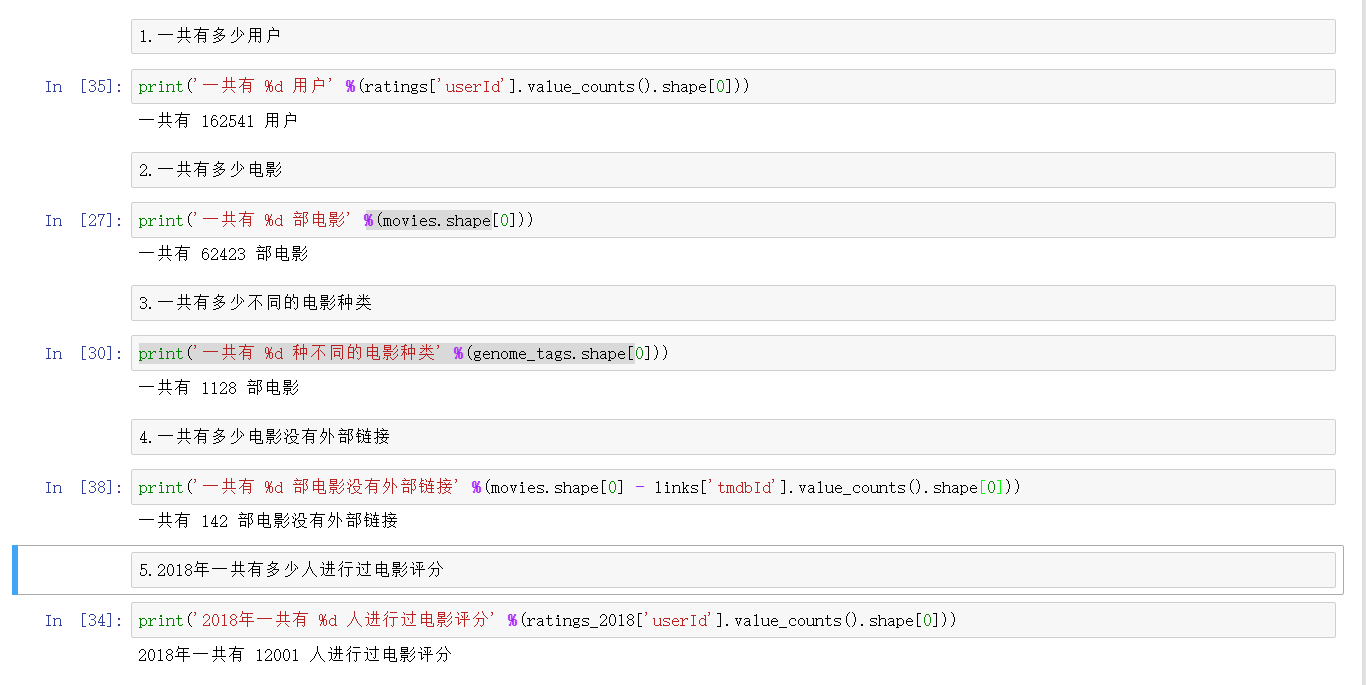 1.一共有多少用户
In [35]: print('一共有 %d 用户' %(ratings['userId'].value_counts().shape[0]))
一共有 162541 用户
2.一共有多少电影
In [27]: print('一共有 %d 部电影' %(movies.shape[0]))
一共有 62423 部电影
3.一共有多少不同的电影种类
In [30]: print('一共有 %d 种不同的电影种类' %(genome_tags.shape[0]))
一共有 1128 部电影
4.一共有多少电影没有外部链接
In [38]: print('一共有 %d 部电影没有外部链接' %(movies.shape[0] - links['tmdbId'].value_counts().shape[0]))
一共有 142 部电影没有外部链接
5.2018年一共有多少人进行过电影评分
In [34]: print('2018年一共有 %d 人进行过电影评分' %(ratings_2018['userId'].value_counts().shape[0]))
2018年一共有 12001 人进行过电影评分